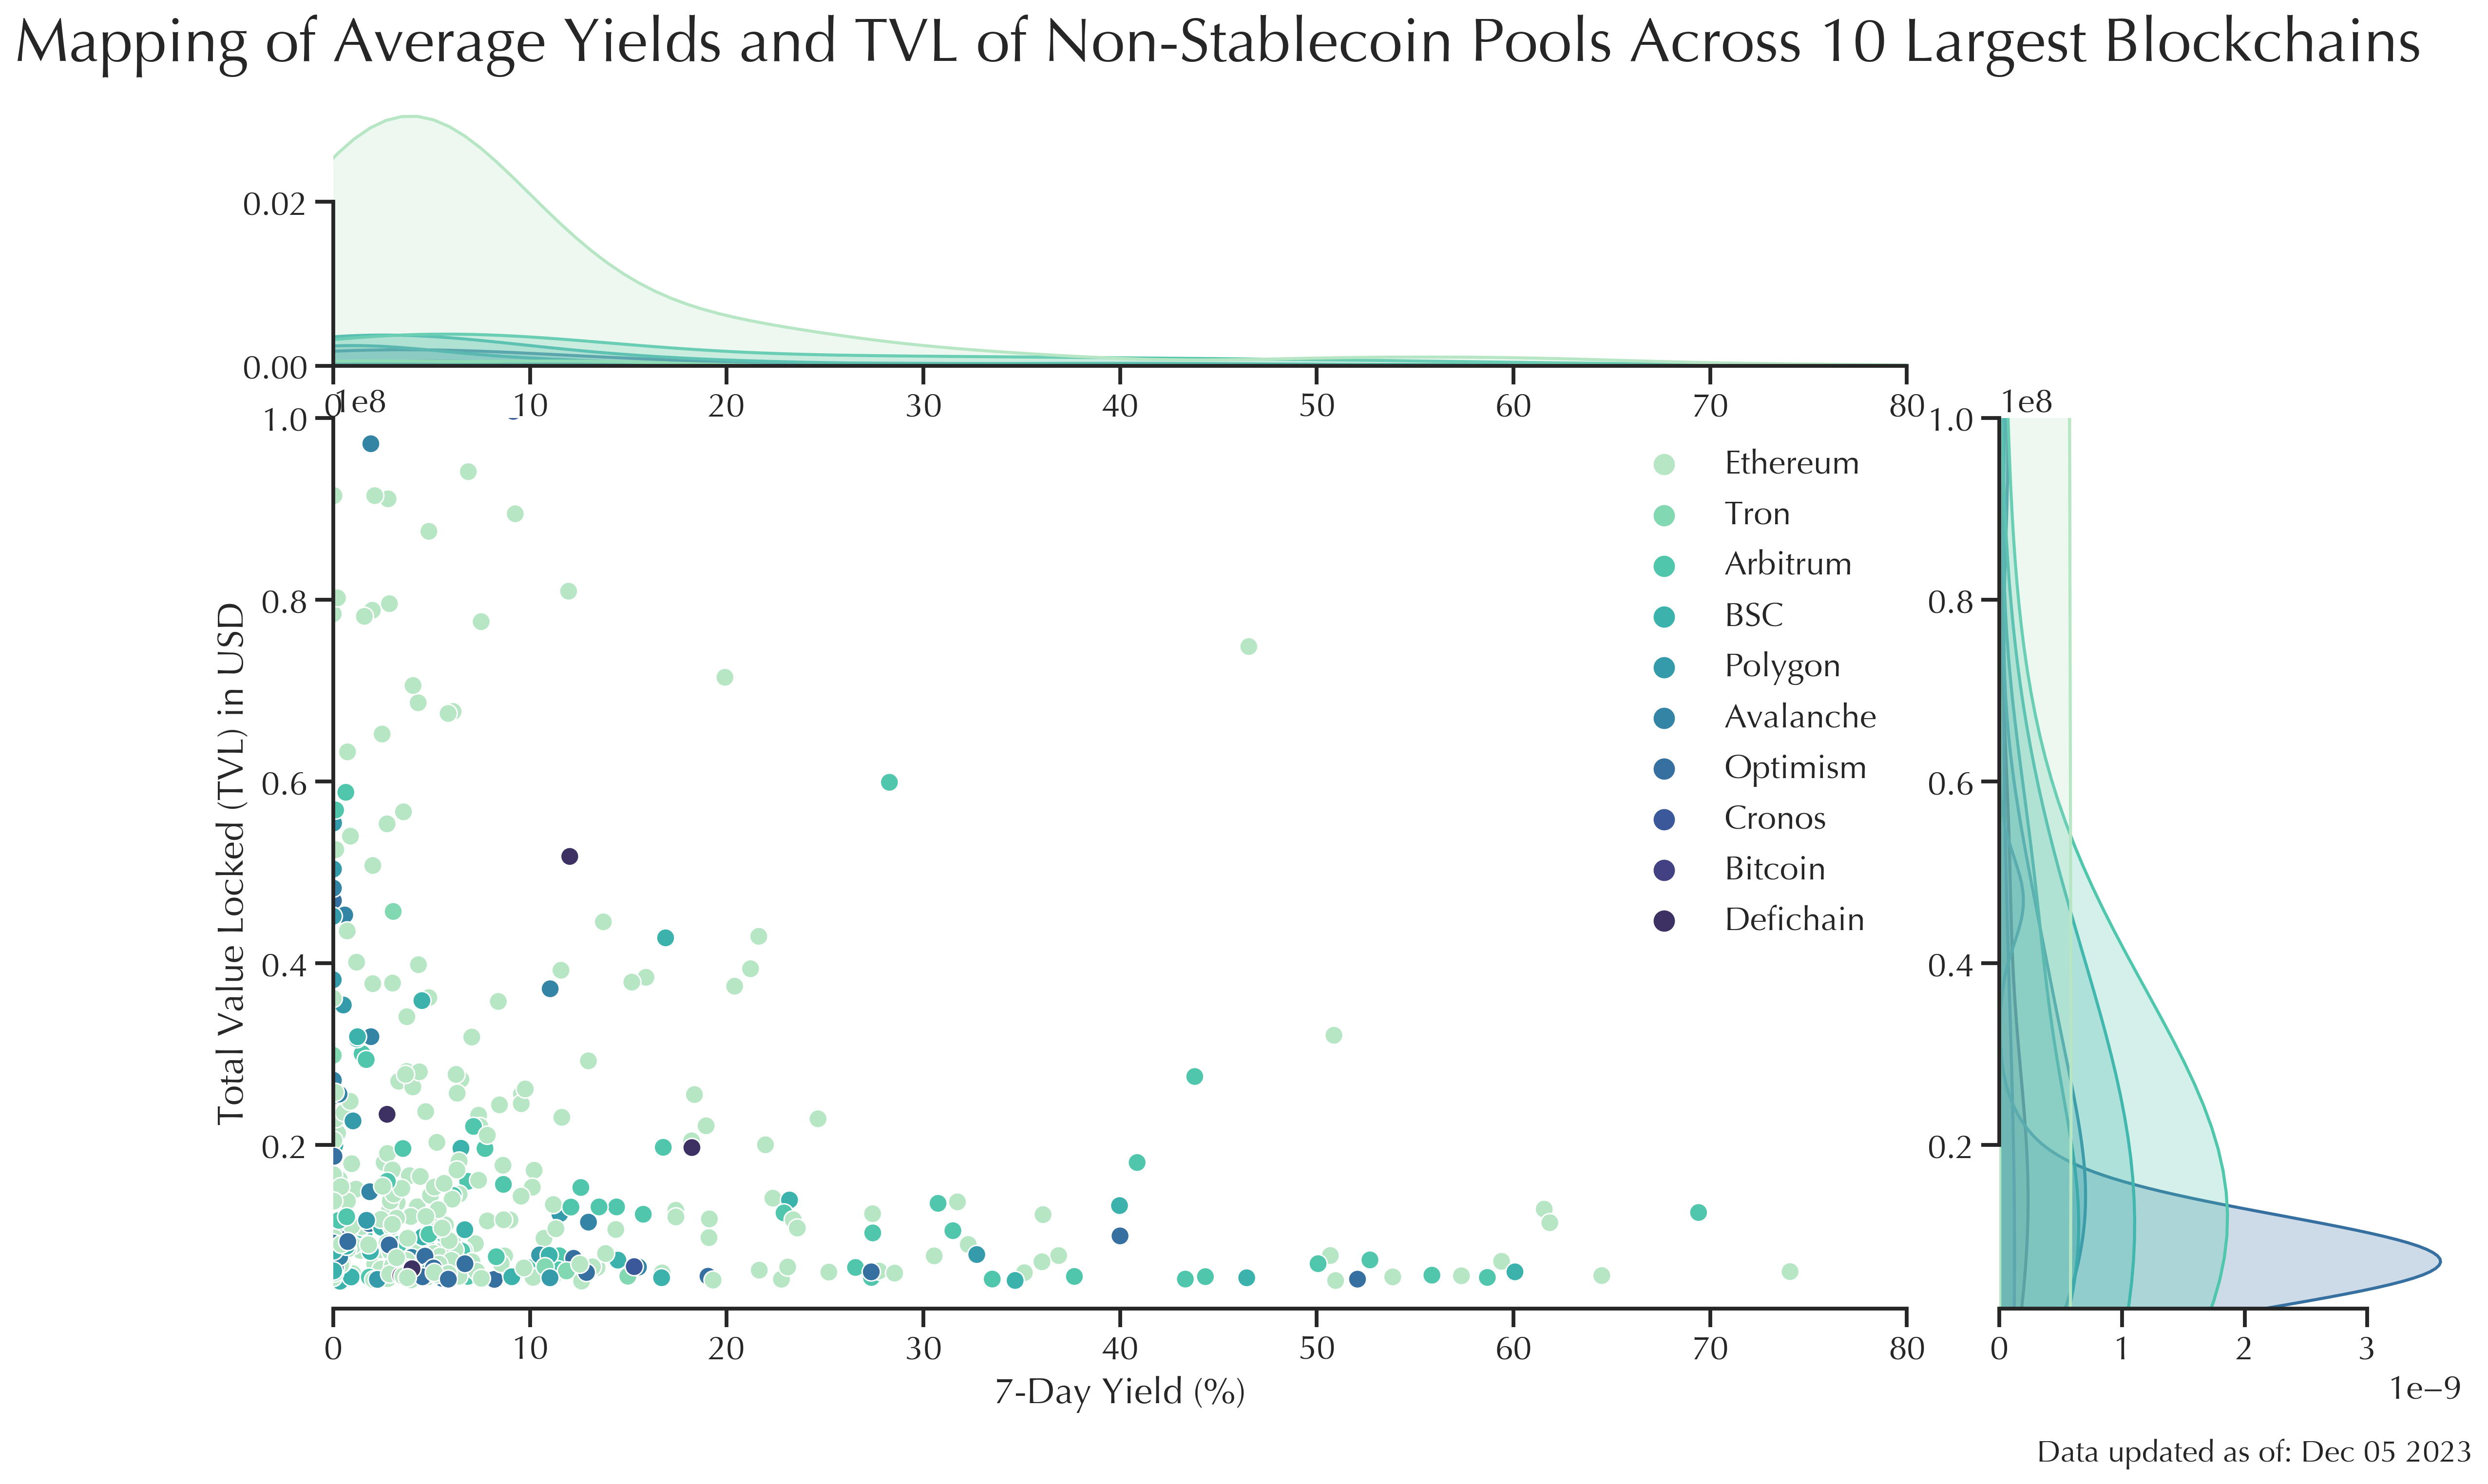 Mapping of Average Yields and TVL of Non-Stablecoin Pools Across 10 Largest Blockchains
0.02
0.00
0 10 20 30 40 50 60 70 80
1e8
1.0
0.8
0.6
0.4
0.2
Total Value Locked (TVL) in USD
Ethereum
Tron
Arbitrum
BSC
Polygon
Avalanche
Optimism
Cronos
Bitcoin
Defichain
0 10 20 30 40 50 60 70 80
7-Day Yield (%)
1e8
1.0
0.8
0.6
0.4
0.2
0 1 2 3
1e−9
Data updated as of: Dec 05 2023